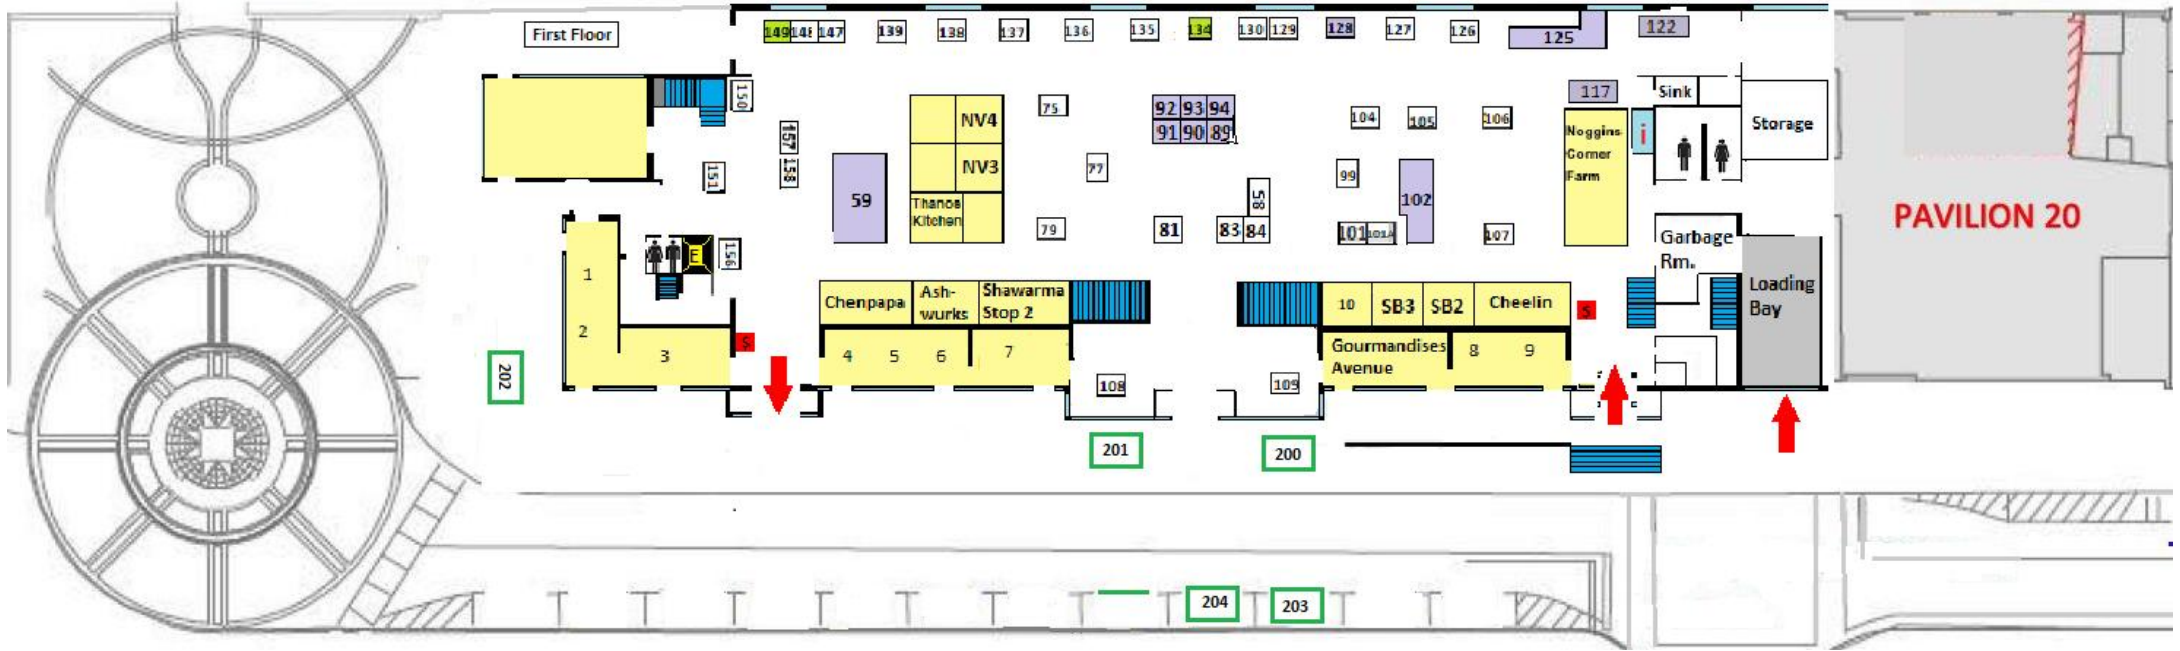 First Floor
149 148 147 139 138 137 136 135 134 130 129 128 127 126 125 122
150
75
92 93 94
91 90 89
104 105 106
117
Sink
Storage
NV4
157
158
151
NV3
77
99
58
59
Thanos
Kitchen
102
Noggins
Corner
Farm
i
79
81
83 84
101 101A
107
PAVILION 20
Garbage
Rm.
E
156
1
2
3
Chenpapa
Ash-
wurks
Shawarma
Stop 2
10
SB3
SB2
Cheelin
S
S
Loading
Bay
4 5 6 7
Gourmandises
Avenue
8 9
202
108
109
201
200
204
203